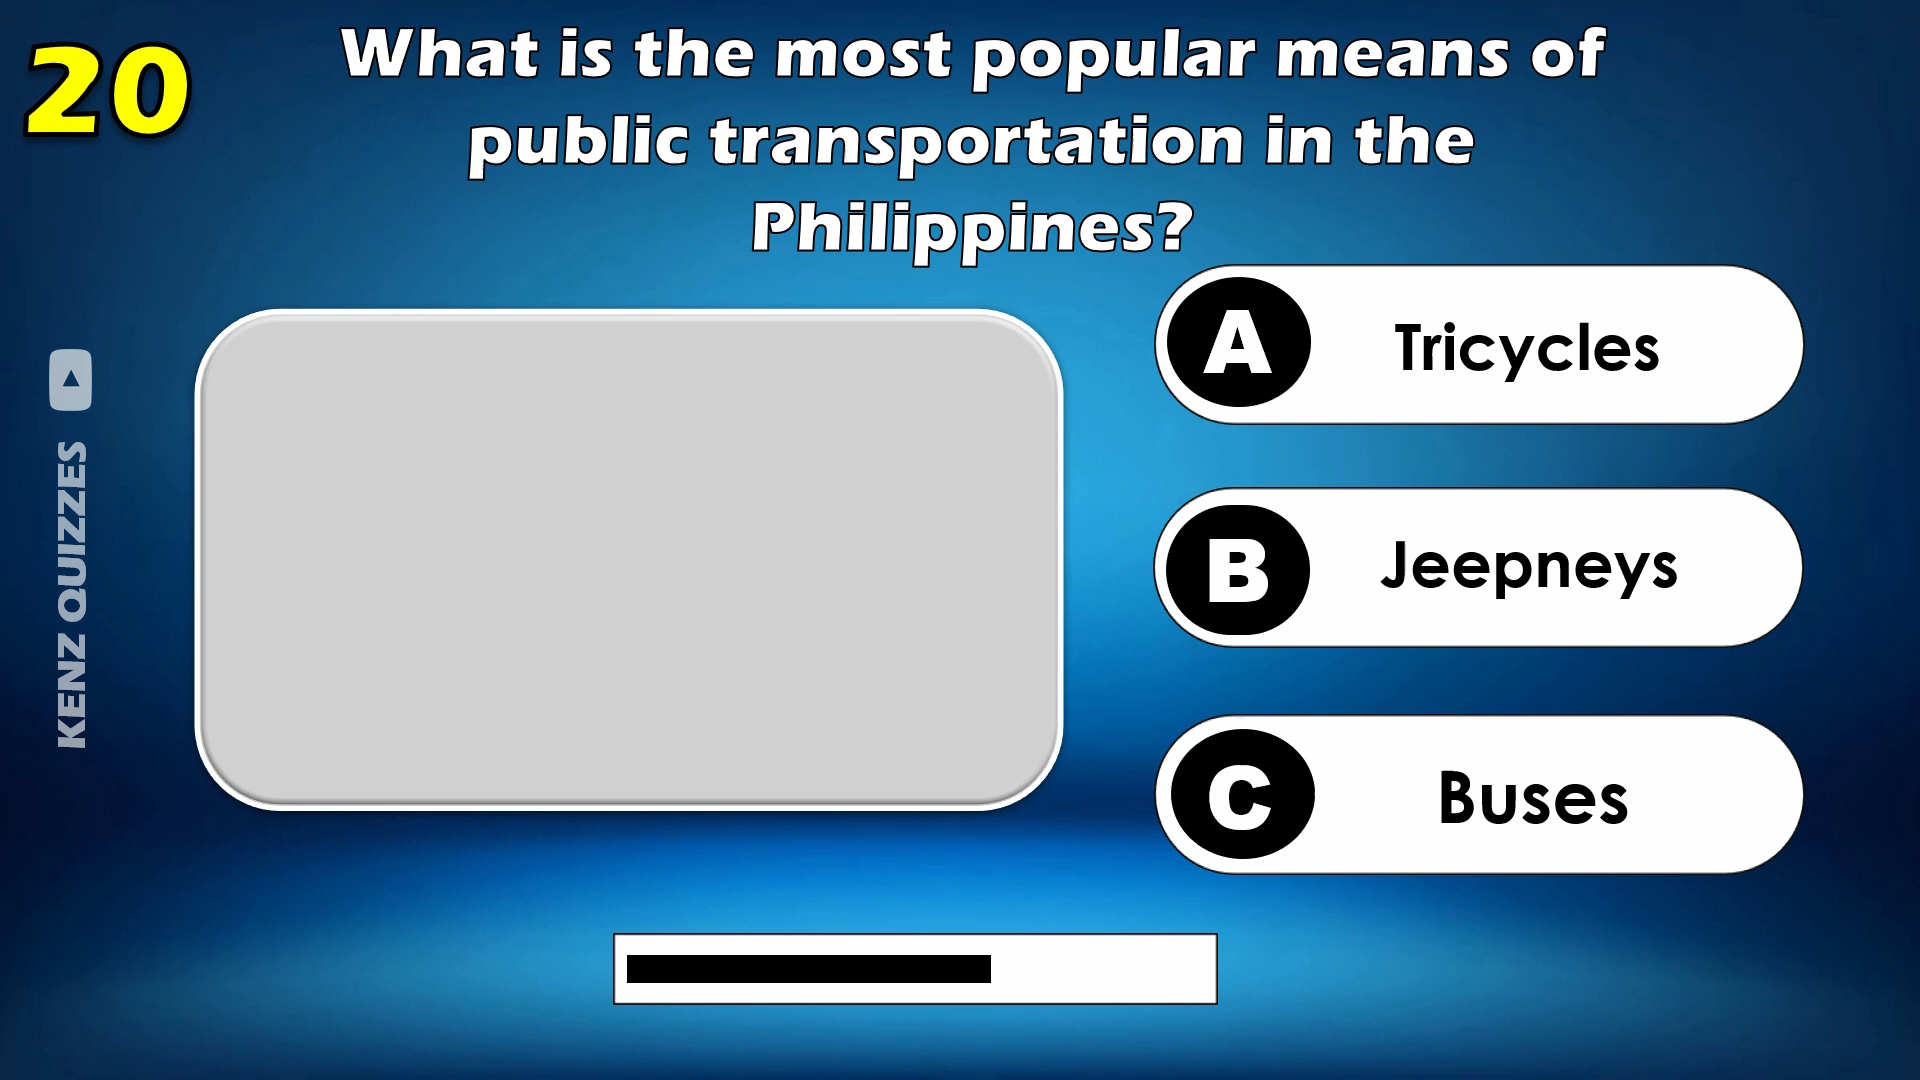 20
What is the most popular means of
public transportation in the
Philippines?
A Tricycles
B Jeepneys
C Buses
KENZ QUIZZES